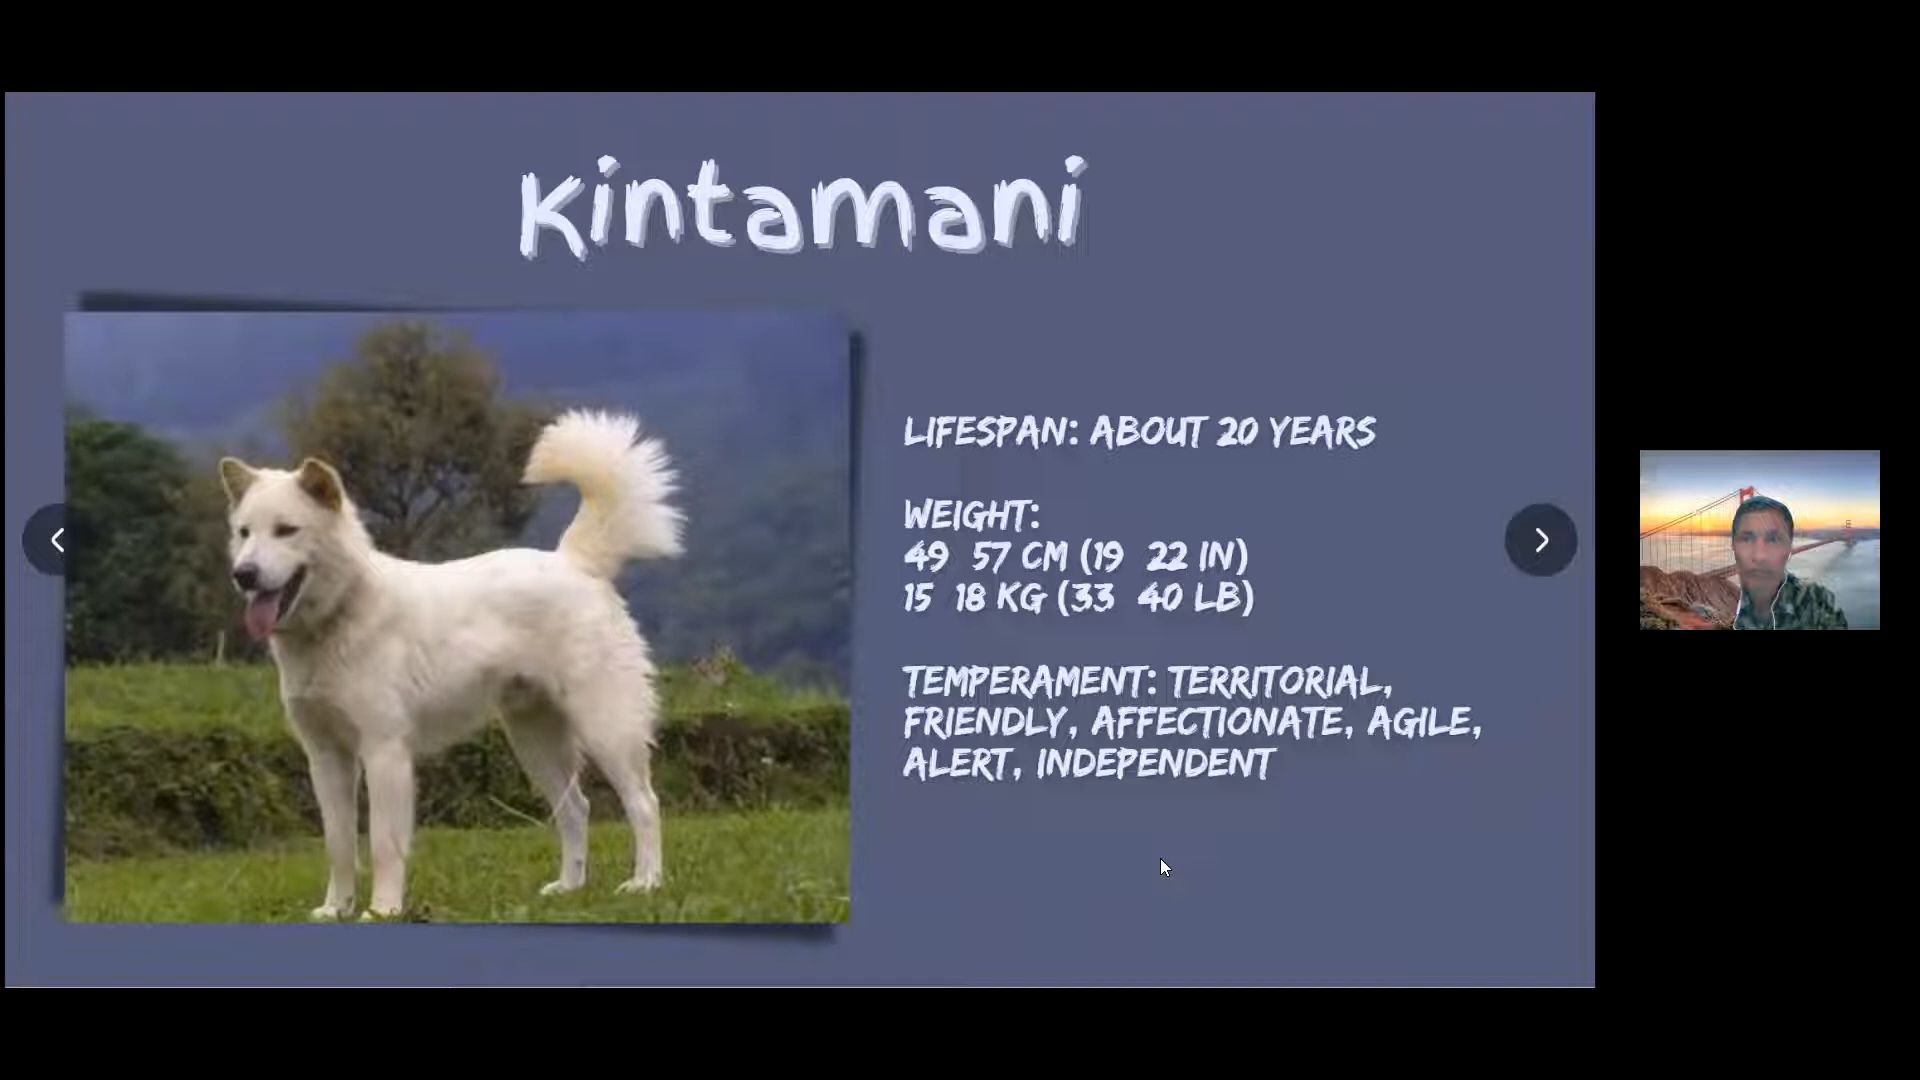 Kintamani
LIFESPAN: ABOUT 20 YEARS
WEIGHT:
49 57 CM (19 22 IN)
15 18 KG (33 40 LB)
TEMPERAMENT: TERRITORIAL,
FRIENDLY, AFFECTIONATE, AGILE,
ALERT, INDEPENDENT